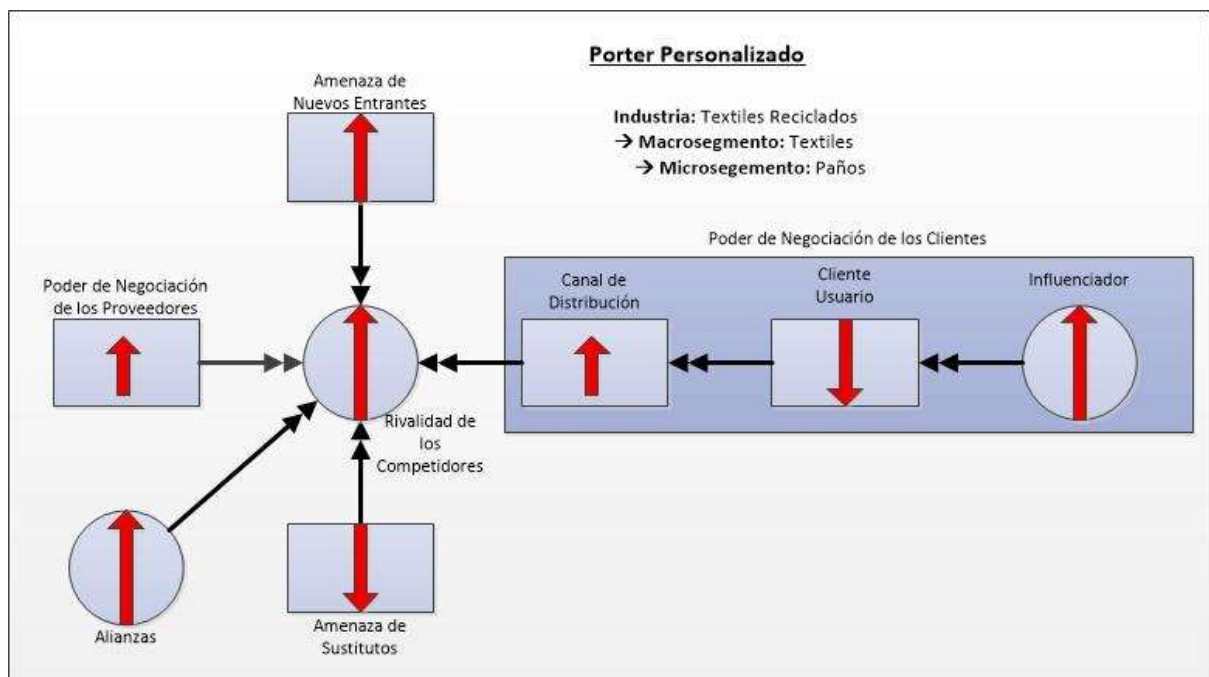 Porter Personalizado
Amenaza de
Nuevos Entrantes
Industria: Textiles Reciclados
→ Macrosegmento: Textiles
→ Microsegemento: Paños
Poder de Negociación de los Clientes
Poder de Negociación
de los Proveedores
Canal de
Distribución
Cliente
Usuario
Influenciador
Rivalidad de
los
Competidores
Alianzas
Amenaza de
Sustitutos